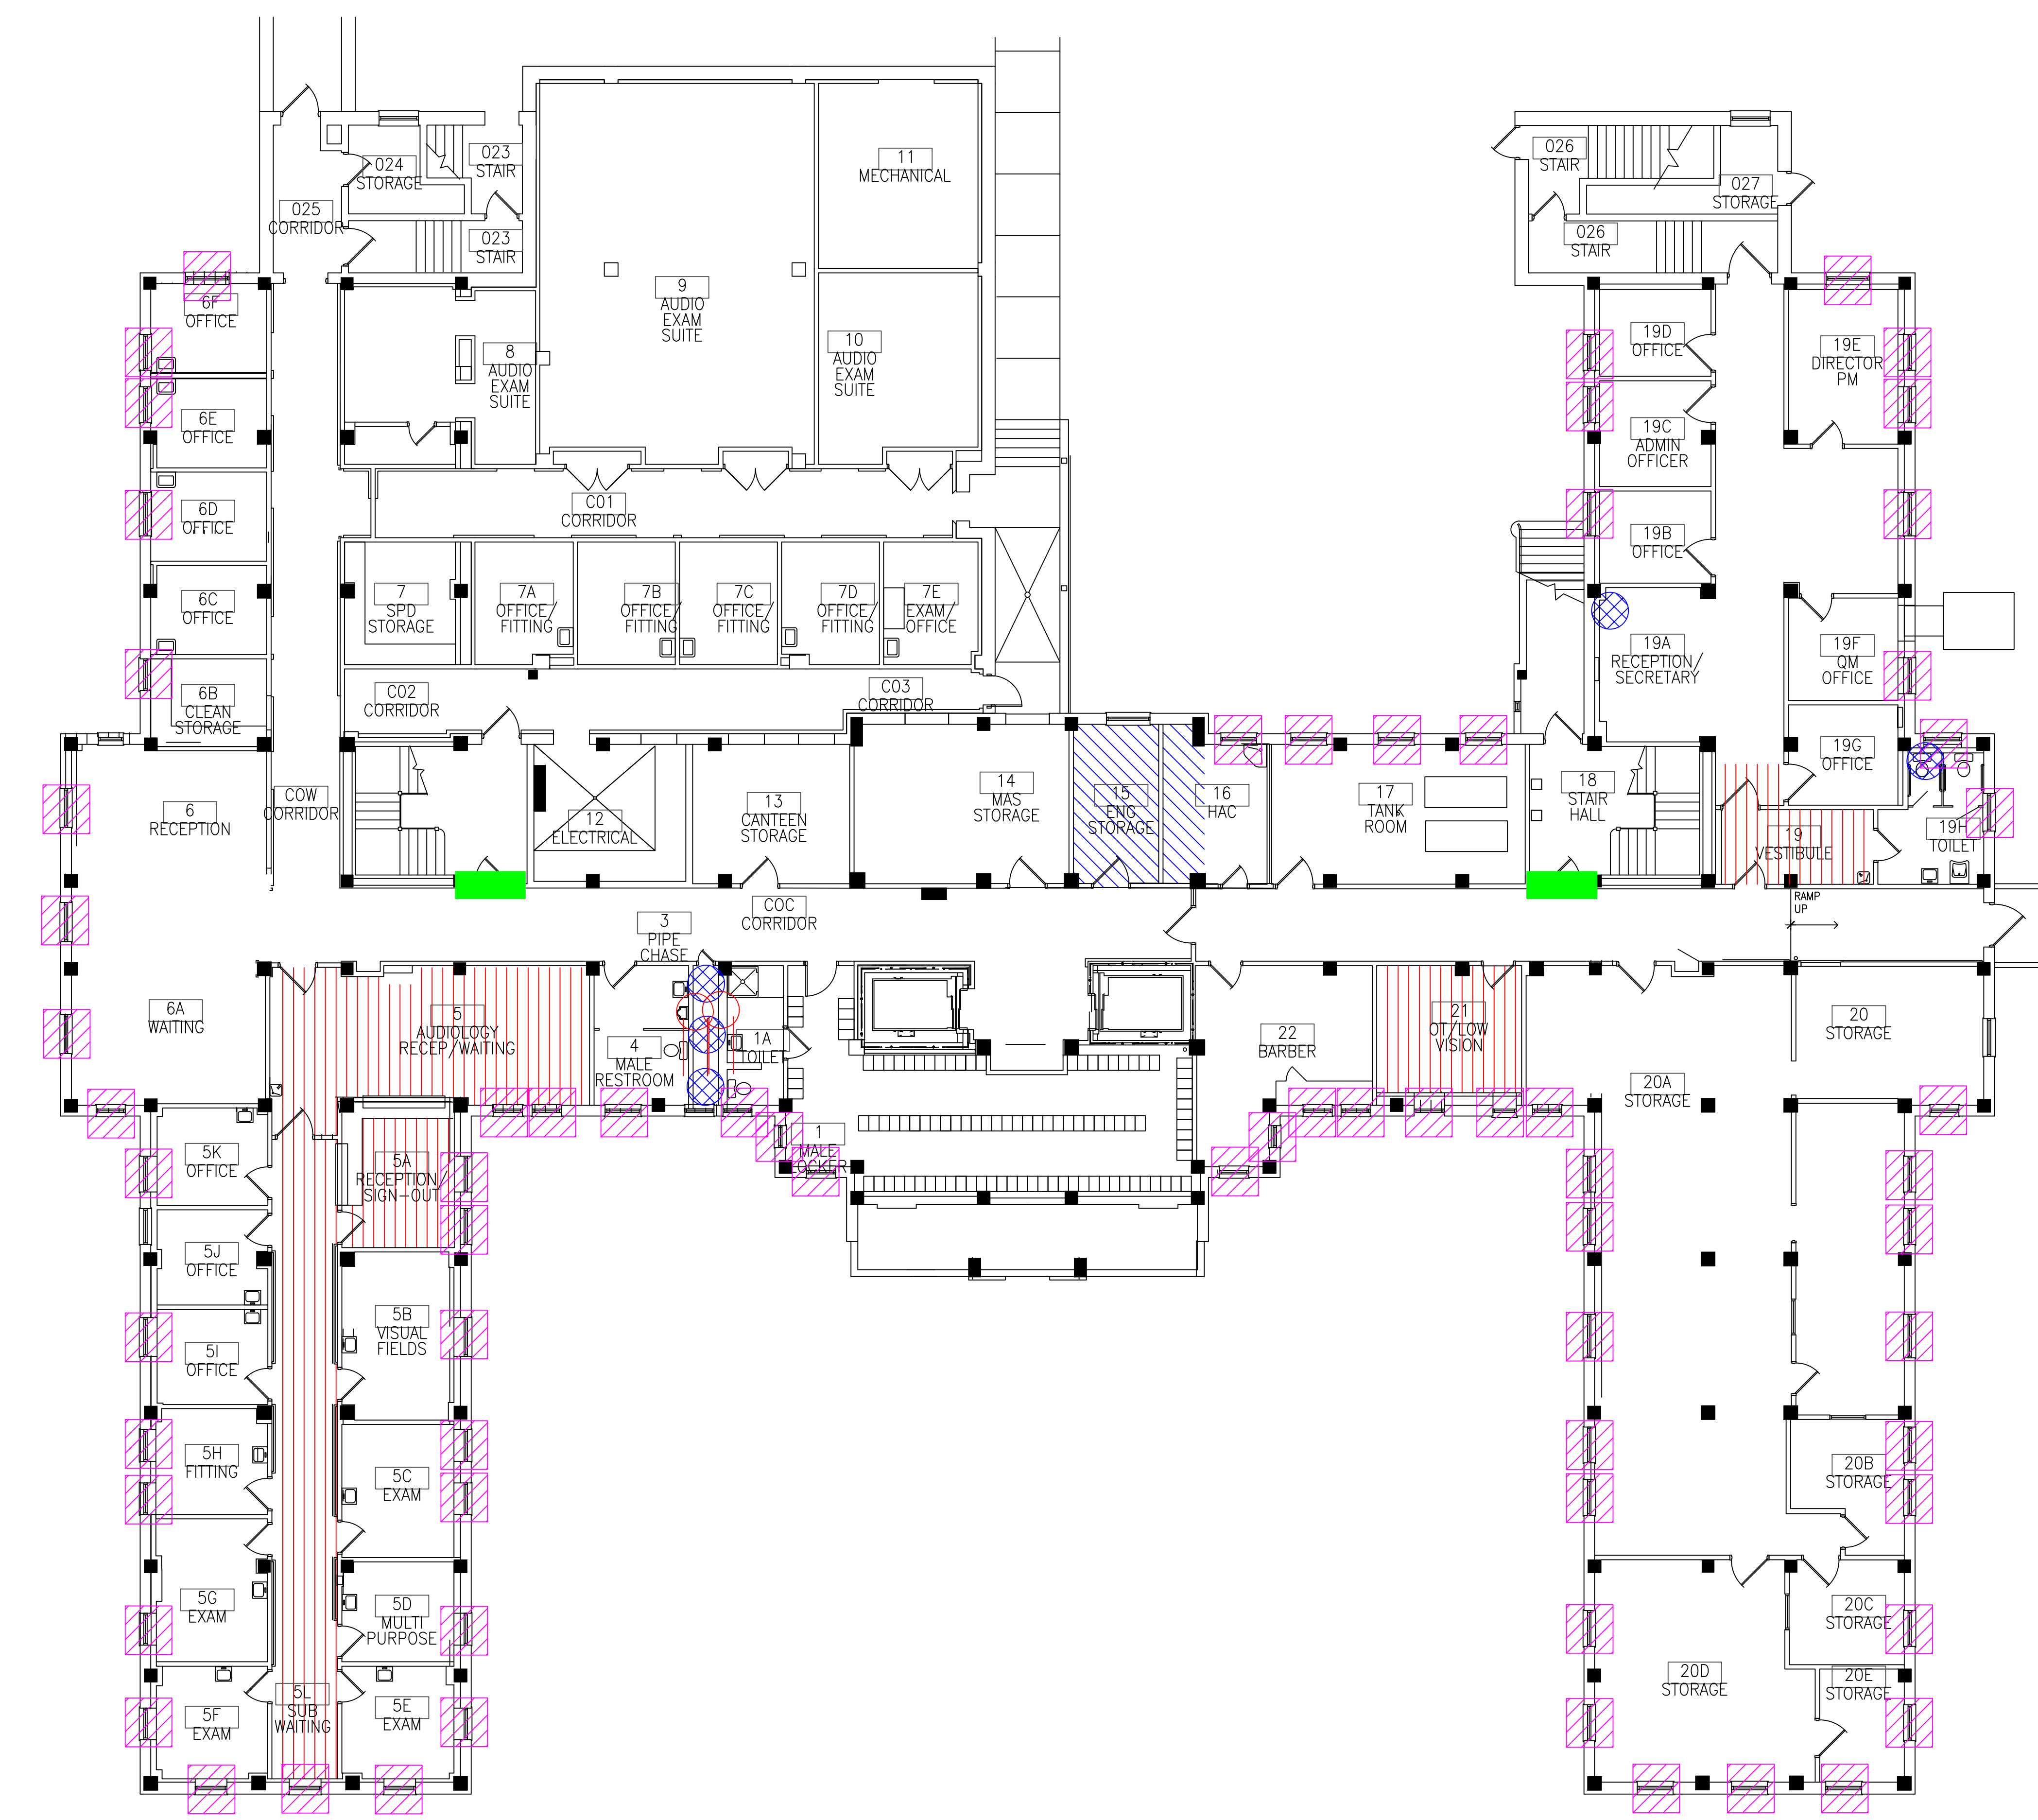 024
STORAGE
023
STAIR
025
CORRIDOR
023
STAIR
11
MECHANICAL
026
STAIR
027
STORAGE
026
STAIR
6F
OFFICE
9
AUDIO
EXAM
SUITE
8
AUDIO
EXAM
SUITE
10
AUDIO
EXAM
SUITE
19D
OFFICE
19E
DIRECTOR
PM
6E
OFFICE
19C
ADMIN
OFFICER
6D
OFFICE
C01
CORRIDOR
19B
OFFICE
6C
OFFICE
7
SPD
STORAGE
7A
OFFICE/
FITTING
7B
OFFICE/
FITTING
7C
OFFICE/
FITTING
7D
OFFICE/
FITTING
7E
EXAM/
OFFICE
19A
RECEPTION/
SECRETARY
19F
QM
OFFICE
6B
CLEAN
STORAGE
C02
CORRIDOR
C03
CORRIDOR
19G
OFFICE
6
RECEPTION
COW
CORRIDOR
12
ELECTRICAL
13
CANTEEN
STORAGE
14
MAS
STORAGE
15
ENG
STORAGE
16
HAC
17
TANK
ROOM
18
STAIR
HALL
19
VESTIBULE
19H
TOILET
3
PIPE
CHASE
COC
CORRIDOR
RAMP
UP
6A
WAITING
5
AUDIOLOGY
RECEP/WAITING
4
MALE
RESTROOM
1A
TOILET
22
BARBER
21
OT/LOW
VISION
20
STORAGE
20A
STORAGE
1
MALE
LOCKER
5K
OFFICE
5A
RECEPTION/
SIGN-OUT
5J
OFFICE
5B
VISUAL
FIELDS
5I
OFFICE
5H
FITTING
5C
EXAM
20B
STORAGE
5G
EXAM
5D
MULTI
PURPOSE
20C
STORAGE
5F
EXAM
5L
SUB
WAITING
5E
EXAM
20D
STORAGE
20E
STORAGE